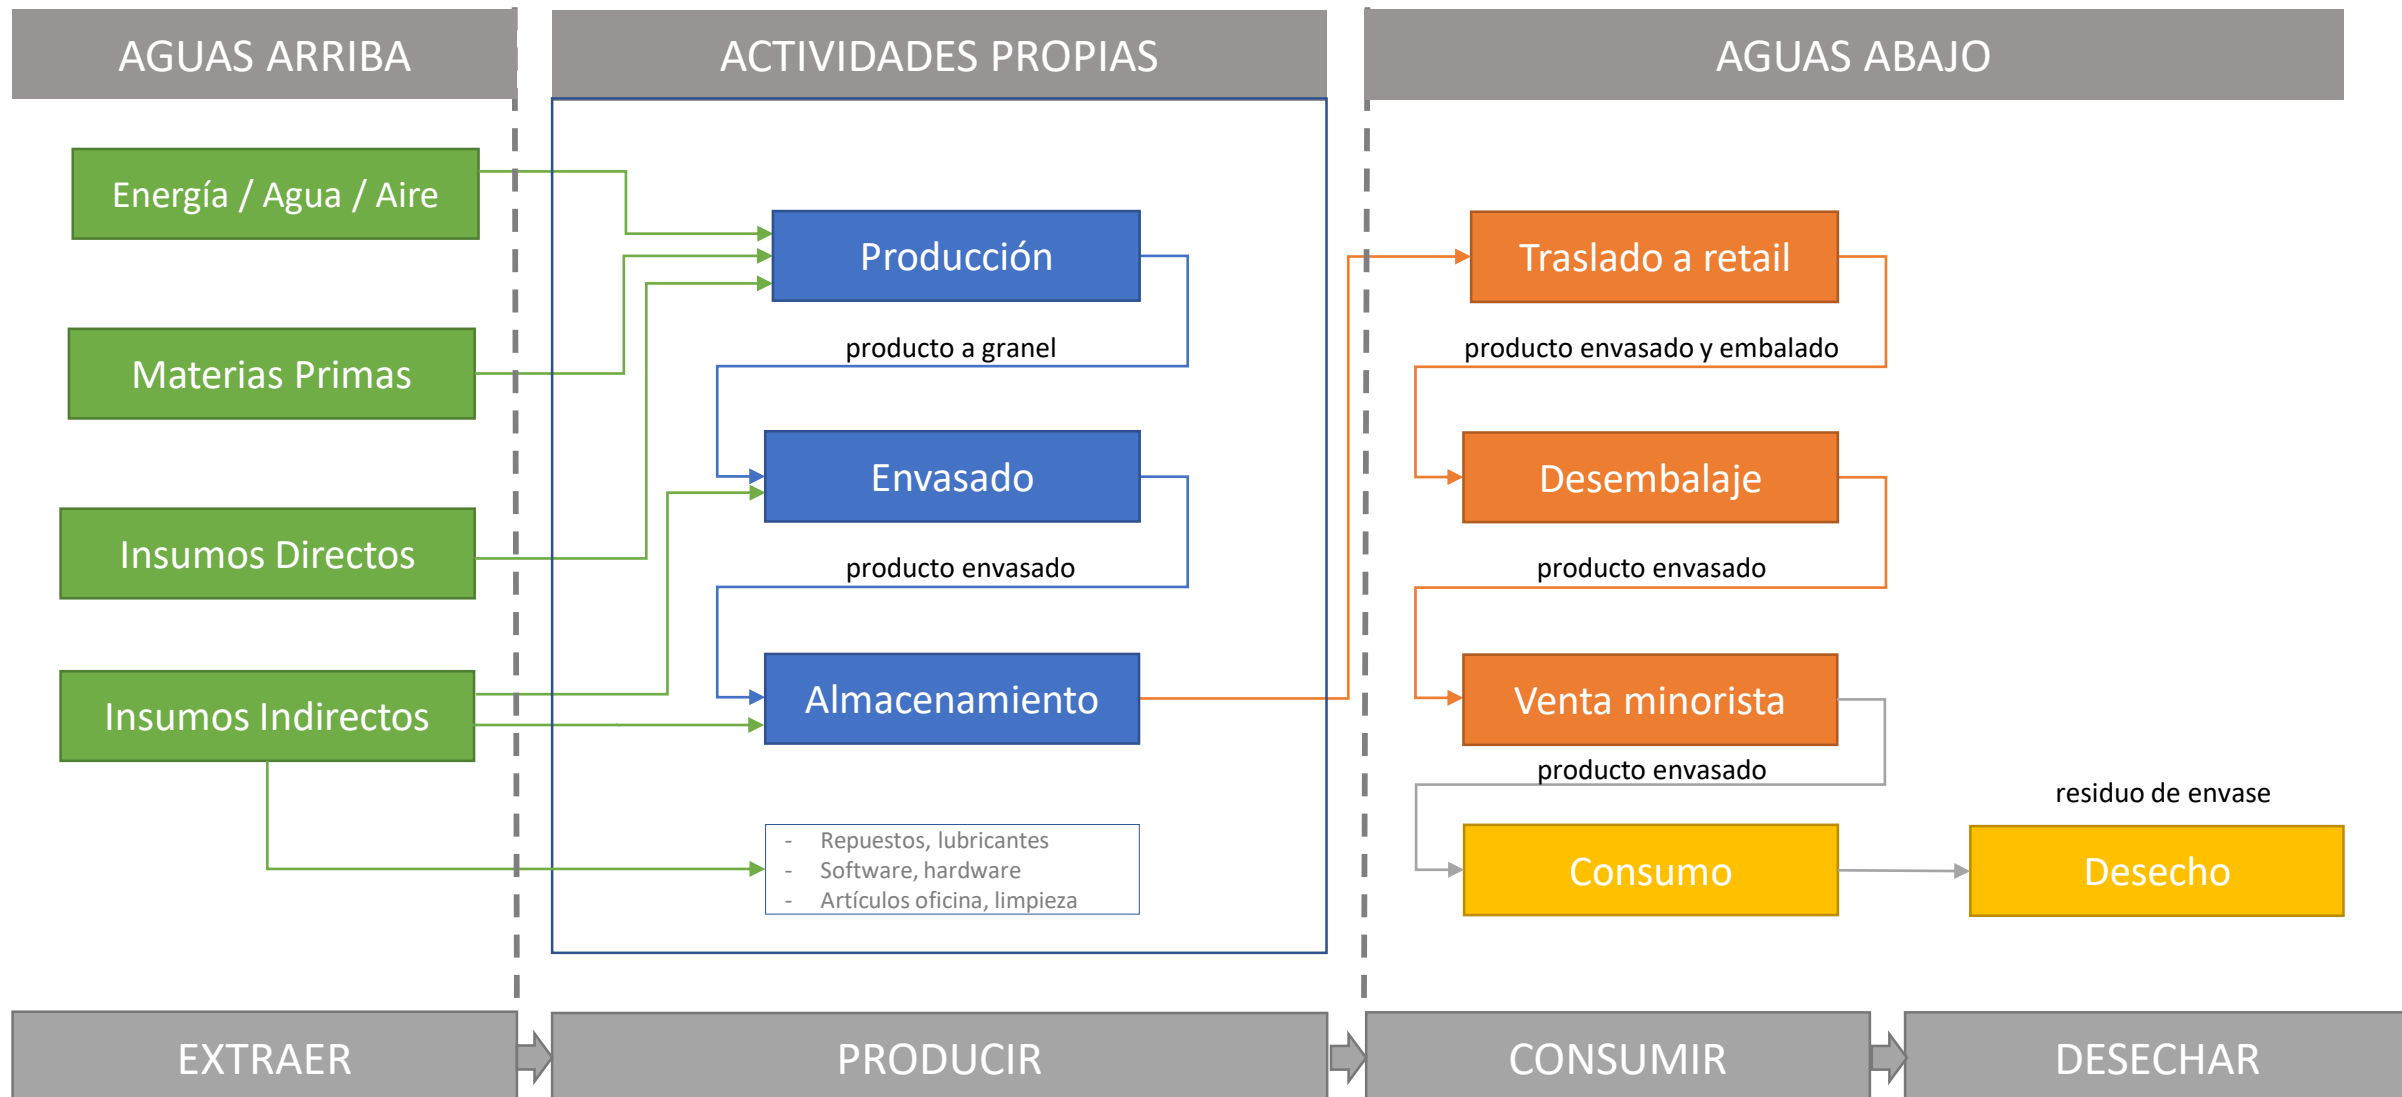 AGUAS ARRIBA
ACTIVIDADES PROPIAS
AGUAS ABAJO
Energía / Agua / Aire
Materias Primas
Insumos Directos
Insumos Indirectos
Producción
producto a granel
Envasado
producto envasado
Almacenamiento
- Repuestos, lubricantes
- Software, hardware
- Artículos oficina, limpieza
Traslado a retail
producto envasado y embalado
Desembalaje
producto envasado
Venta minorista
producto envasado
Consumo
residuo de envase
Desecho
EXTRAER
PRODUCIR
CONSUMIR
DESECHAR